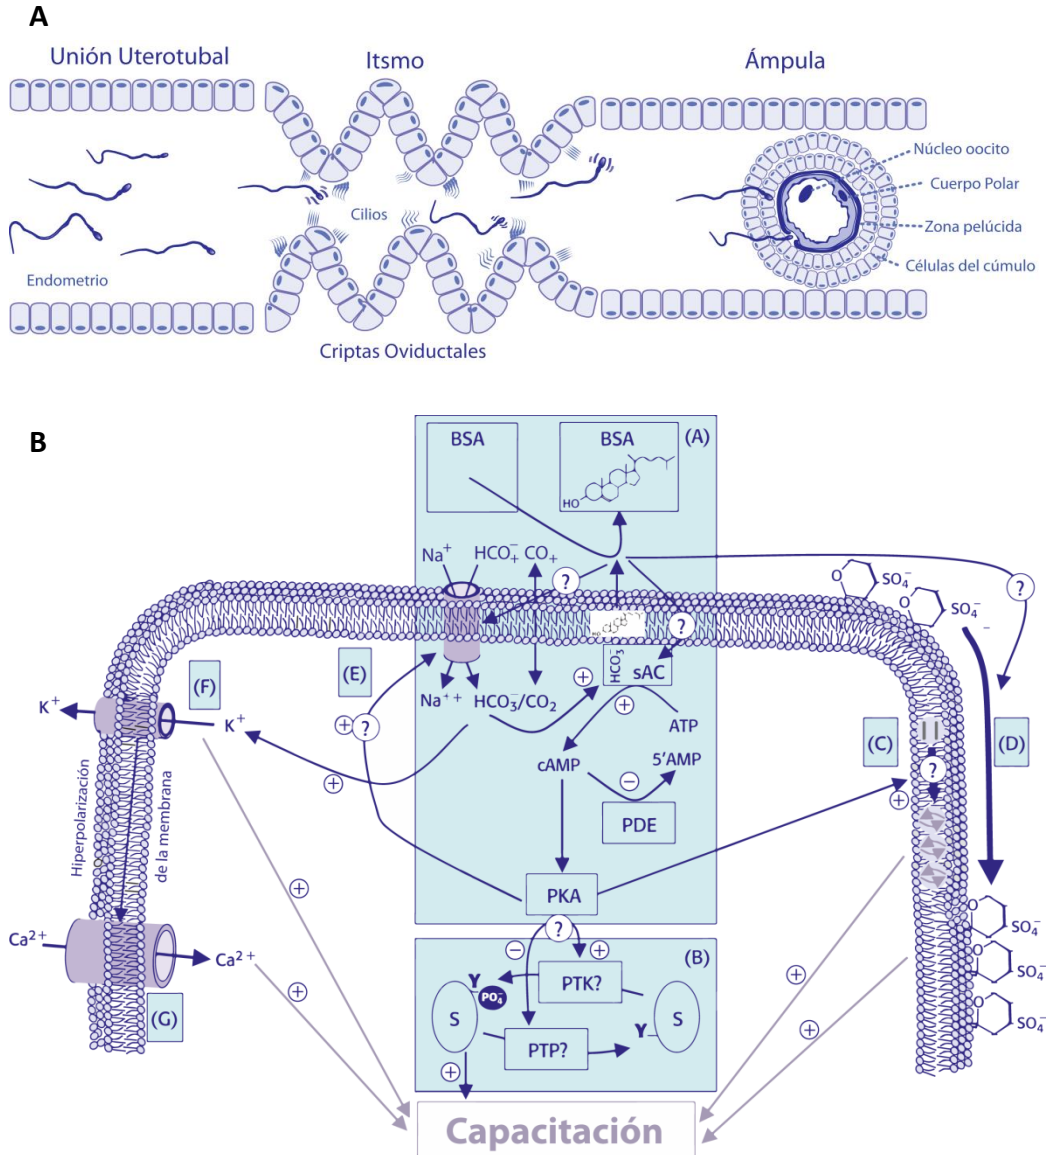 A
Unión Uterotubal
Itsmo
Ámpula
Núcleo oocito
Cuerpo Polar
Zona pelúcida
Células del cúmulo
Cilios
Endometrio
Criptas Oviductales
B
BSA
BSA
(A)
HO
Na⁺
HCO₊⁻ CO₊
?
?
?
SO₄⁻
SO₄⁻
–
(E)
(F)
HCO₃⁻
sAC
K⁺
K⁺
Na⁺⁺
HCO₃⁻/CO₂
+
+
ATP
+
?
+
cAMP
5'AMP
–
PDE
(C)
(D)
?
+
Hiperpolarización
de la membrana
+
PKA
?
–
+
Ca²⁺
Ca²⁺
(G)
+
(B)
Y
PO₄⁻
PTK?
S
S
Y
PTP?
+
O
SO₄⁻
O
SO₄⁻
O
SO₄⁻
+
+
Capacitación